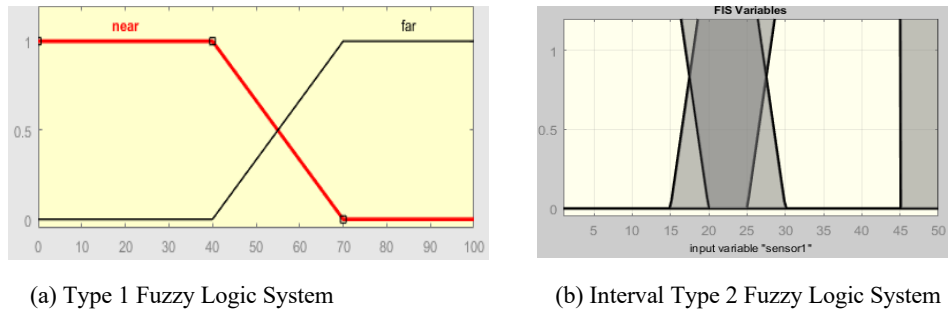 near
far
1
0.5
0
0 10 20 30 40 50 60 70 80 90 100
FIS Variables
1
0.5
0
5 10 15 20 25 30 35 40 45 50
input variable "sensor1"
(a) Type 1 Fuzzy Logic System
(b) Interval Type 2 Fuzzy Logic System